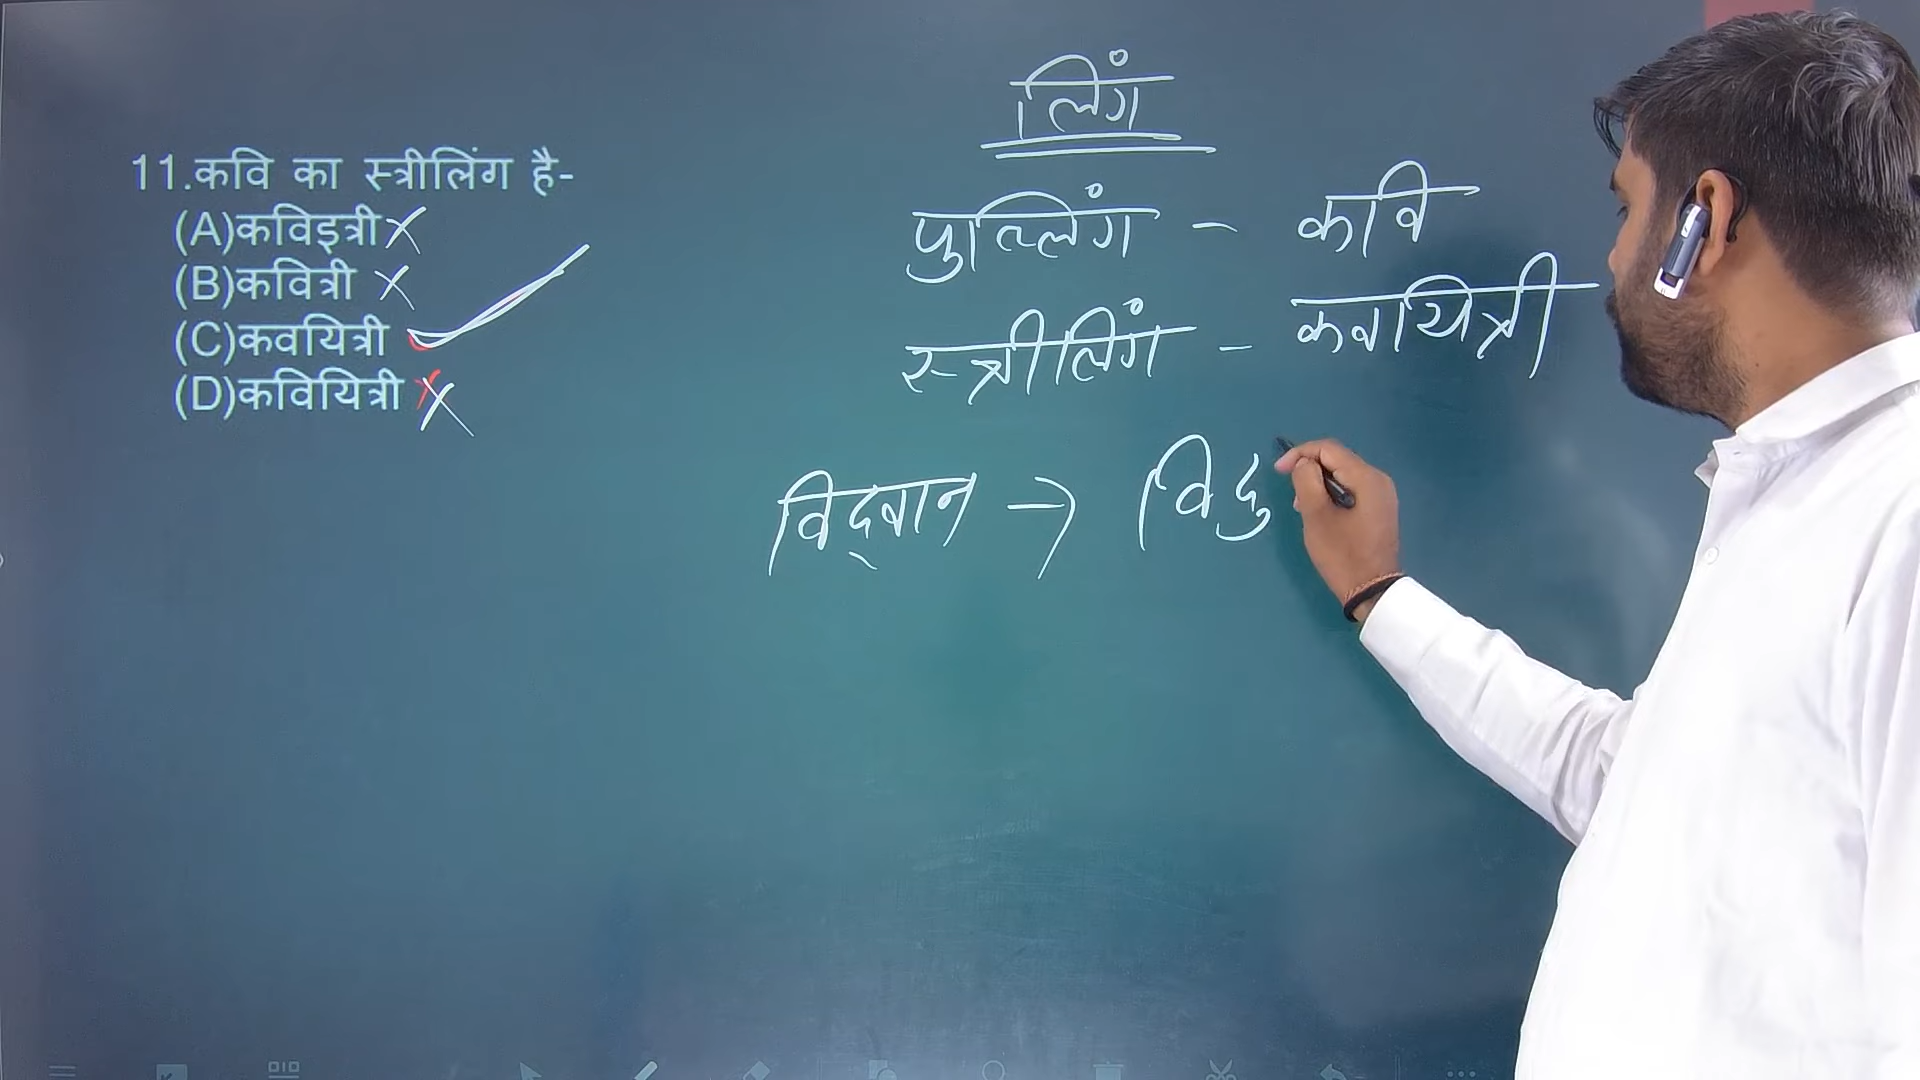 11.कवि का स्त्रीलिंग है-
(A)कविइत्री
(B)कवित्री
(C)कवयित्री
(D)कवियित्री
लिंग
पुल्लिंग - कवि
स्त्रीलिंग - कवयित्री
विद्वान → विदु